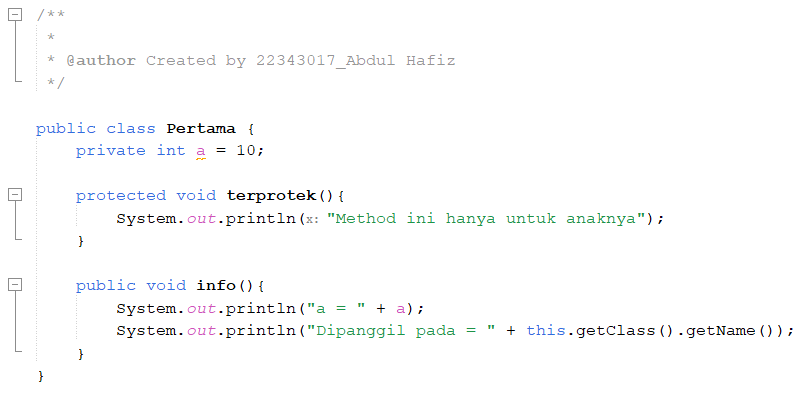 /**
 *
 * @author Created by 22343017_Abdul Hafiz
 */
public class Pertama {
    private int a = 10;
    protected void terprotek(){
        System.out.println(x: "Method ini hanya untuk anaknya");
    }
    public void info(){
        System.out.println("a = " + a);
        System.out.println("Dipanggil pada = " + this.getClass().getName());
    }
}